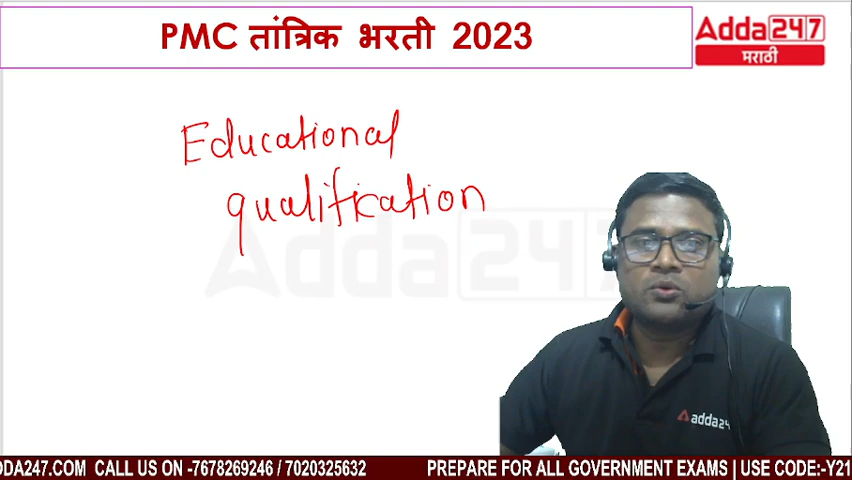 PMC तांत्रिक भरती 2023
Adda247
मराठी
Educational
qualification
Adda247
adda24
DDA247.COM CALL US ON -7678269246 / 7020325632 PREPARE FOR ALL GOVERNMENT EXAMS | USE CODE:-Y21